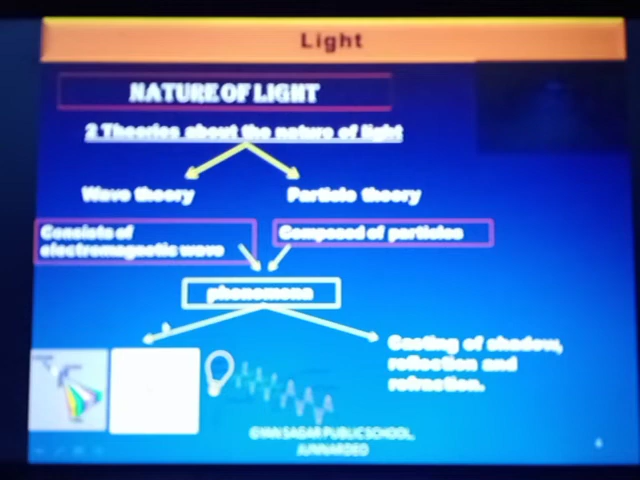 Light
NATURE OF LIGHT
2 Theories about the nature of light
Wave theory
Particle theory
Consists of
electromagnetic wave
Composed of particles
phenomena
Casting of shadow,
reflection and
refraction.
GYAN SAGAR PUBLIC SCHOOL,
JUNNARDEO